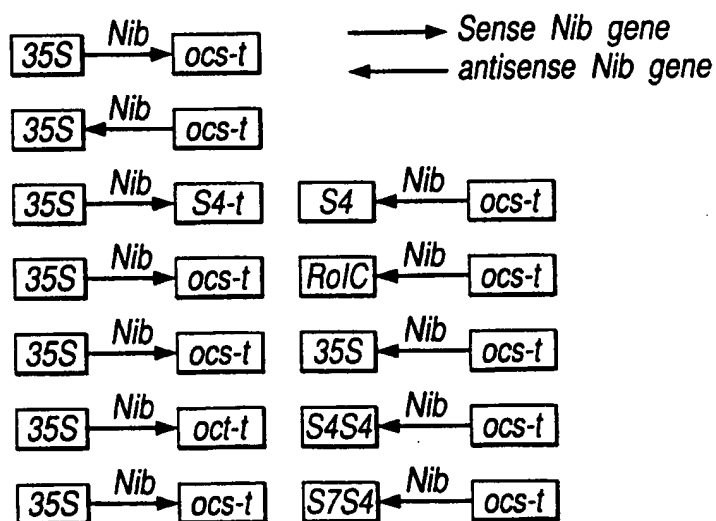 35S Nib ocs-t → Sense Nib gene
← antisense Nib gene
35S Nib ocs-t
35S Nib S4-t S4 Nib ocs-t
35S Nib ocs-t RolC Nib ocs-t
35S Nib ocs-t 35S Nib ocs-t
35S Nib oct-t S4S4 Nib ocs-t
35S Nib ocs-t S7S4 Nib ocs-t